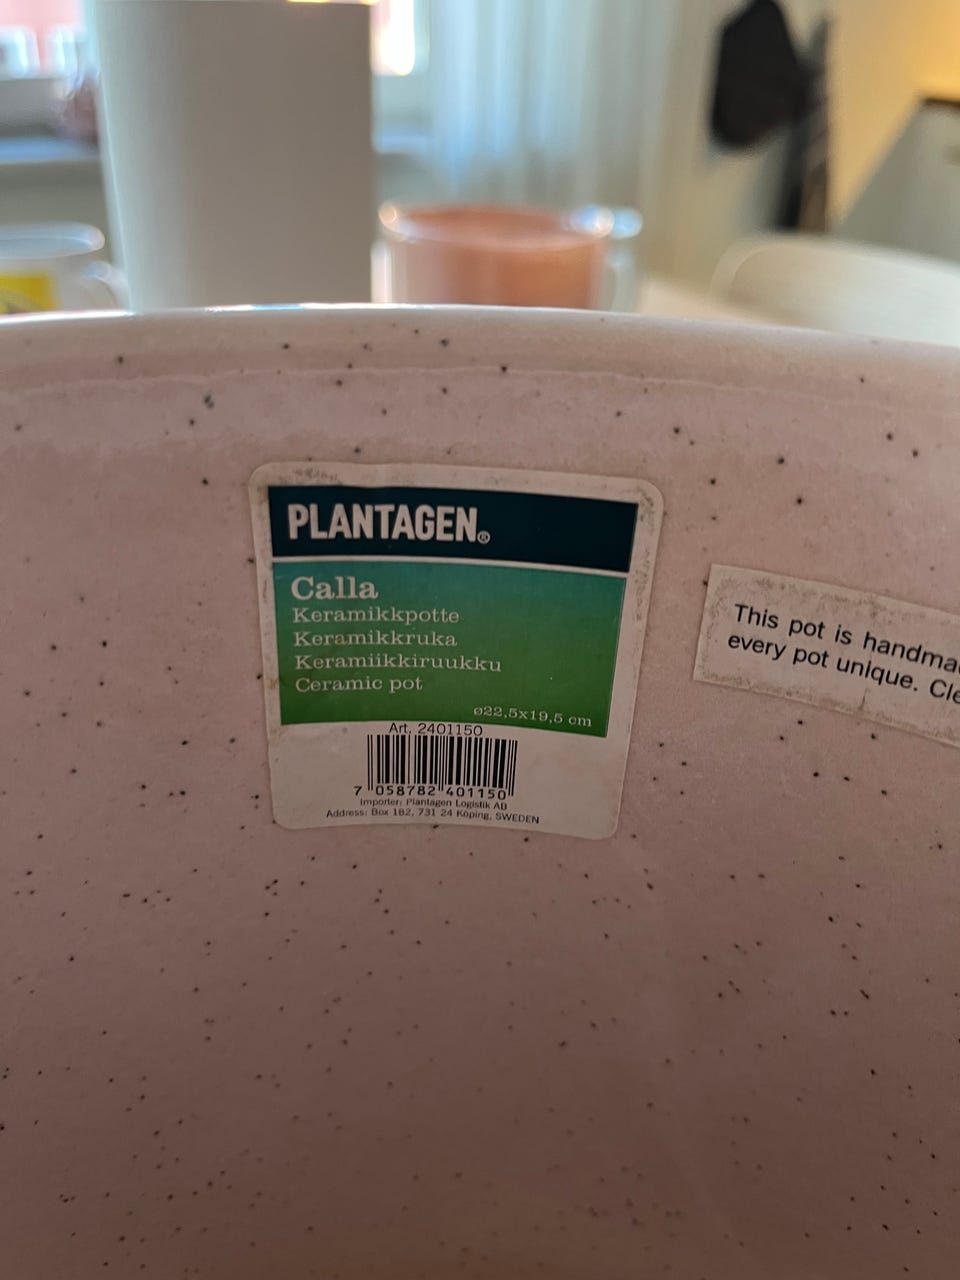 PLANTAGEN®
Calla
Keramikkpotte
Keramikkruka
Keramiikkiruukku
Ceramic pot
ø22,5x19,5 cm
Art. 2401150
7 058782 401150
Importer: Plantagen Logistik AB
Address: Box 182, 731 24 Köping, SWEDEN
This pot is handma
every pot unique. Cle